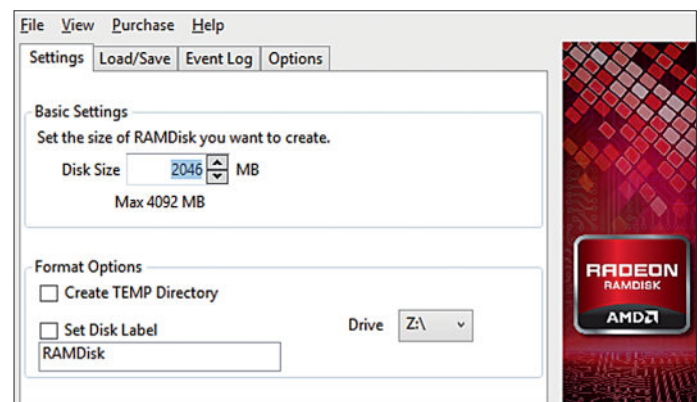 File View Purchase Help
Settings Load/Save Event Log Options
Basic Settings
Set the size of RAMDisk you want to create.
Disk Size 2046 MB
Max 4092 MB
Format Options
Create TEMP Directory
Set Disk Label
Drive Z:\
RAMDisk
RADEON
RAMDISK
AMD